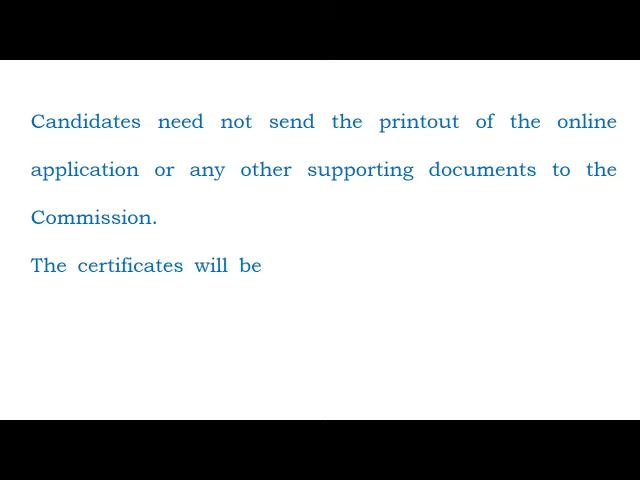 Candidates need not send the printout of the online
application or any other supporting documents to the
Commission.
The certificates will be